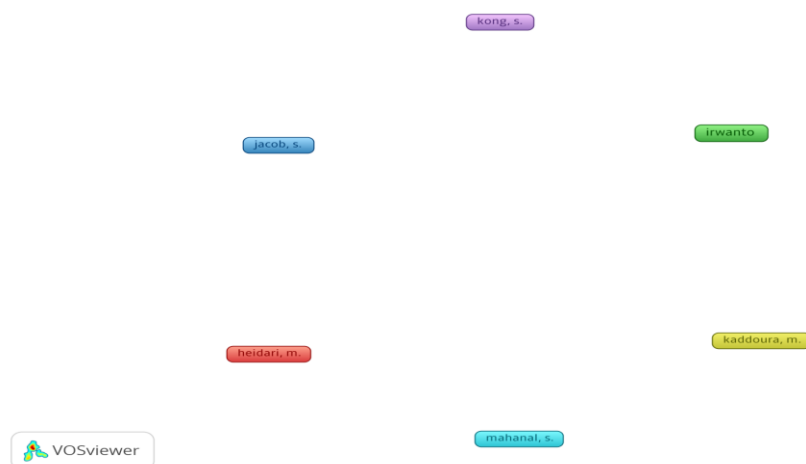 kong, s.
irwanto
jacob, s.
kaddoura, m.
heidari, m.
mahanal, s.
VOSviewer